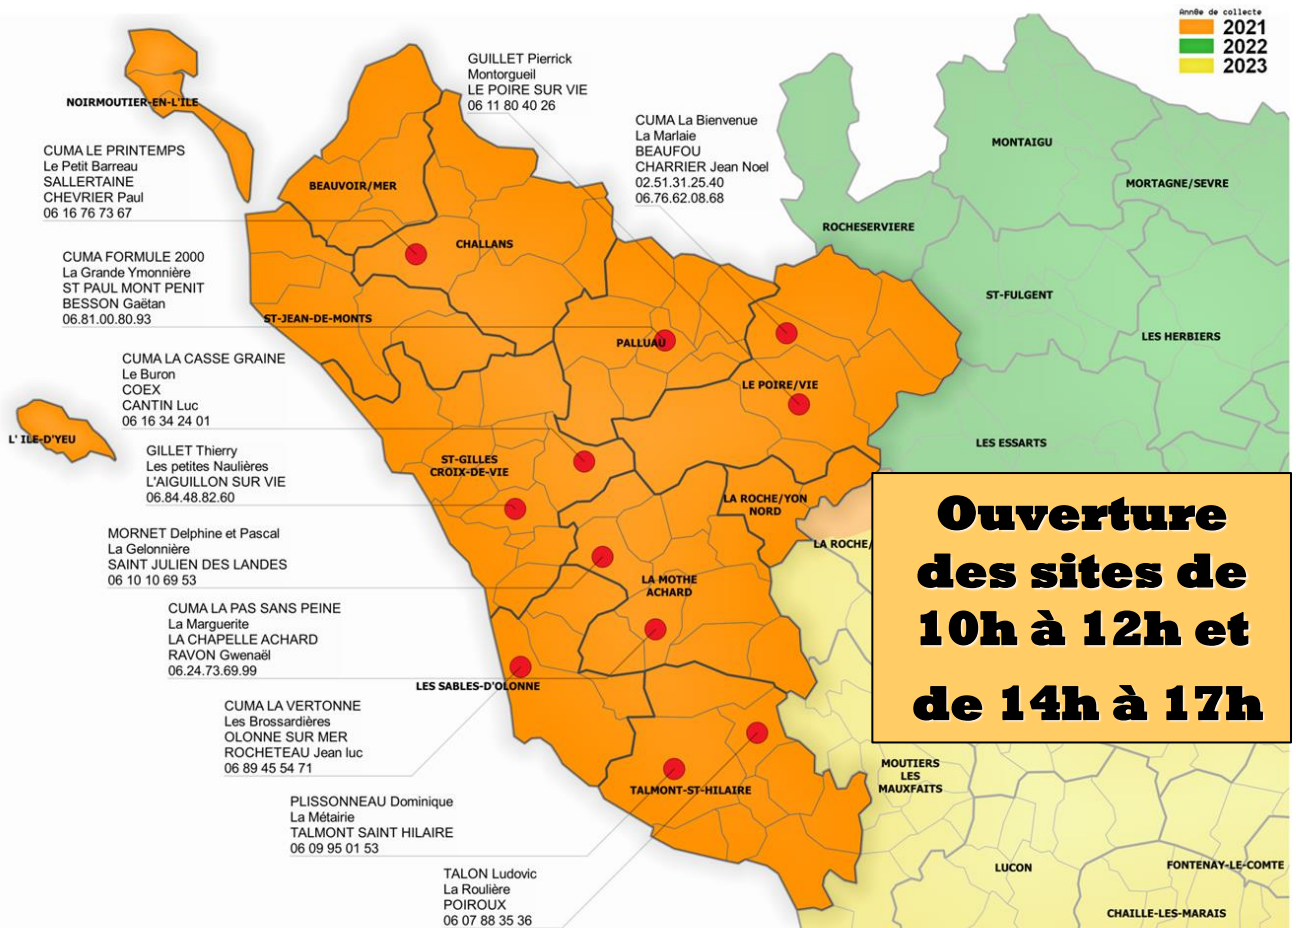 Année de collecte
2021
2022
2023
GUILLET Pierrick
Montorgueil
LE POIRE SUR VIE
06 11 80 40 26
CUMA La Bienvenue
La Marlaie
BEAUFOU
CHARRIER Jean Noel
02.51.31.25.40
06.76.62.08.68
NOIRMOUTIER-EN-L'ILE
CUMA LE PRINTEMPS
Le Petit Barreau
SALLERTAINE
CHEVRIER Paul
06 16 76 73 67
BEAUVOIR/MER
CHALLANS
MONTAIGU
MORTAGNE/SEVRE
ROCHESERVIERE
CUMA FORMULE 2000
La Grande Ymonnière
ST PAUL MONT PENIT
BESSON Gaëtan
06.81.00.80.93
ST-JEAN-DE-MONTS
PALLUAU
ST-FULGENT
LES HERBIERS
CUMA LA CASSE GRAINE
Le Buron
COEX
CANTIN Luc
06 16 34 24 01
LE POIRE/VIE
L' ILE-D'YEU
GILLET Thierry
Les petites Naulières
L'AIGUILLON SUR VIE
06.84.48.82.60
ST-GILLES
CROIX-DE-VIE
LES ESSARTS
LA ROCHE/YON
NORD
LA ROCHE/
Ouverture
des sites de
10h à 12h et
de 14h à 17h
MORNET Delphine et Pascal
La Gelonnière
SAINT JULIEN DES LANDES
06 10 10 69 53
LA MOTHE
ACHARD
CUMA LA PAS SANS PEINE
La Marguerite
LA CHAPELLE ACHARD
RAVON Gwenaël
06.24.73.69.99
LES SABLES-D'OLONNE
CUMA LA VERTONNE
Les Brossardières
OLONNE SUR MER
ROCHETEAU Jean luc
06 89 45 54 71
TALMONT-ST-HILAIRE
MOUTIERS
LES
MAUXFAITS
PLISSONNEAU Dominique
La Métairie
TALMONT SAINT HILAIRE
06 09 95 01 53
LUCON
FONTENAY-LE-COMTE
TALON Ludovic
La Roulière
POIROUX
06 07 88 35 36
CHAILLE-LES-MARAIS